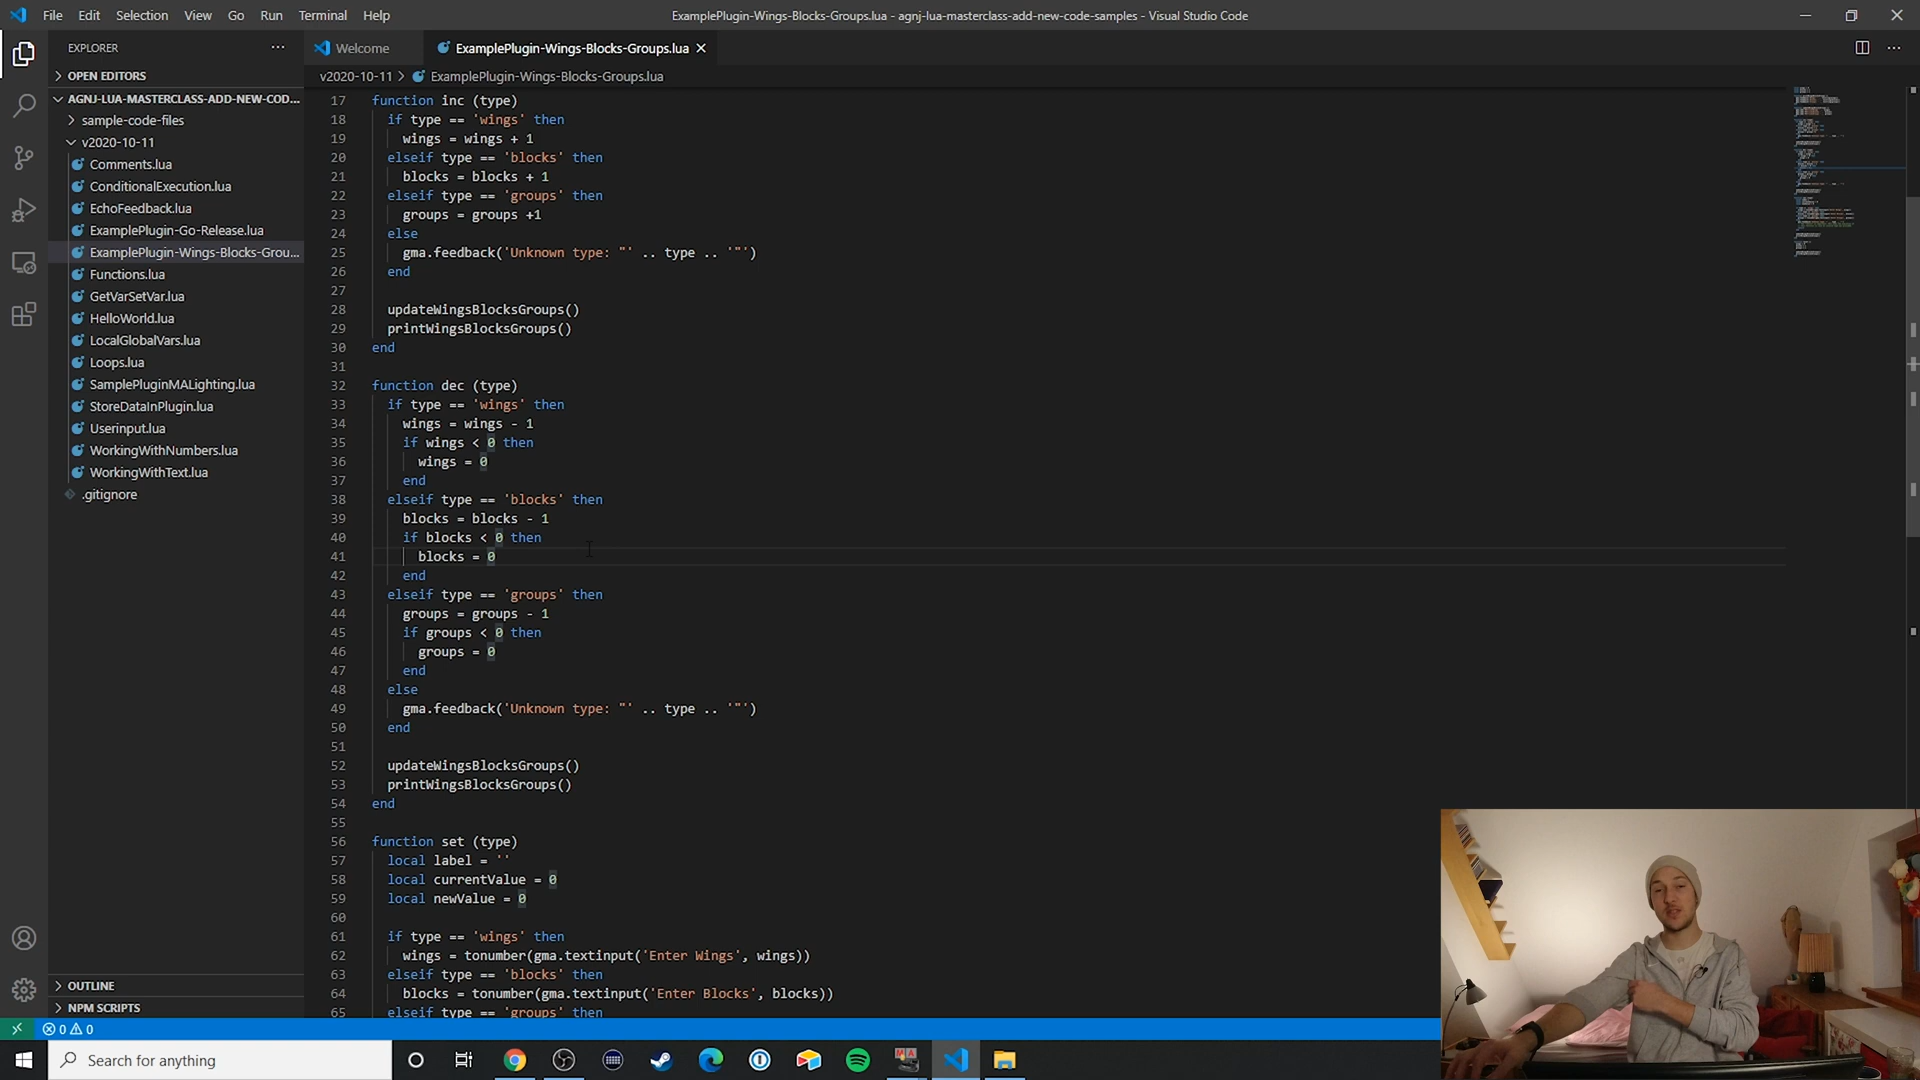 File Edit Selection View Go Run Terminal Help
ExamplePlugin-Wings-Blocks-Groups.lua - agnj-lua-masterclass-add-new-code-samples - Visual Studio Code
EXPLORER
Welcome
ExamplePlugin-Wings-Blocks-Groups.lua
OPEN EDITORS
AGNJ-LUA-MASTERCLASS-ADD-NEW-COD...
sample-code-files
v2020-10-11
Comments.lua
ConditionalExecution.lua
EchoFeedback.lua
ExamplePlugin-Go-Release.lua
ExamplePlugin-Wings-Blocks-Grou...
Functions.lua
GetVarSetVar.lua
HelloWorld.lua
LocalGlobalVars.lua
Loops.lua
SamplePluginMALighting.lua
StoreDataInPlugin.lua
Userinput.lua
WorkingWithNumbers.lua
WorkingWithText.lua
.gitignore
OUTLINE
NPM SCRIPTS
v2020-10-11 > ExamplePlugin-Wings-Blocks-Groups.lua
17 function inc (type)
18 if type == 'wings' then
19 wings = wings + 1
20 elseif type == 'blocks' then
21 blocks = blocks + 1
22 elseif type == 'groups' then
23 groups = groups +1
24 else
25 gma.feedback('Unknown type: "' .. type .. '"')
26 end
27
28 updateWingsBlocksGroups()
29 printWingsBlocksGroups()
30 end
31
32 function dec (type)
33 if type == 'wings' then
34 wings = wings - 1
35 if wings < 0 then
36 wings = 0
37 end
38 elseif type == 'blocks' then
39 blocks = blocks - 1
40 if blocks < 0 then
41 blocks = 0
42 end
43 elseif type == 'groups' then
44 groups = groups - 1
45 if groups < 0 then
46 groups = 0
47 end
48 else
49 gma.feedback('Unknown type: "' .. type .. '"')
50 end
51
52 updateWingsBlocksGroups()
53 printWingsBlocksGroups()
54 end
55
56 function set (type)
57 local label = ''
58 local currentValue = 0
59 local newValue = 0
60
61 if type == 'wings' then
62 wings = tonumber(gma.textinput('Enter Wings', wings))
63 elseif type == 'blocks' then
64 blocks = tonumber(gma.textinput('Enter Blocks', blocks))
65 elseif type == 'groups' then
0 0
Search for anything